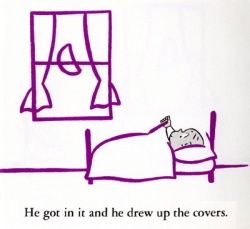 He got in it and he drew up the covers.